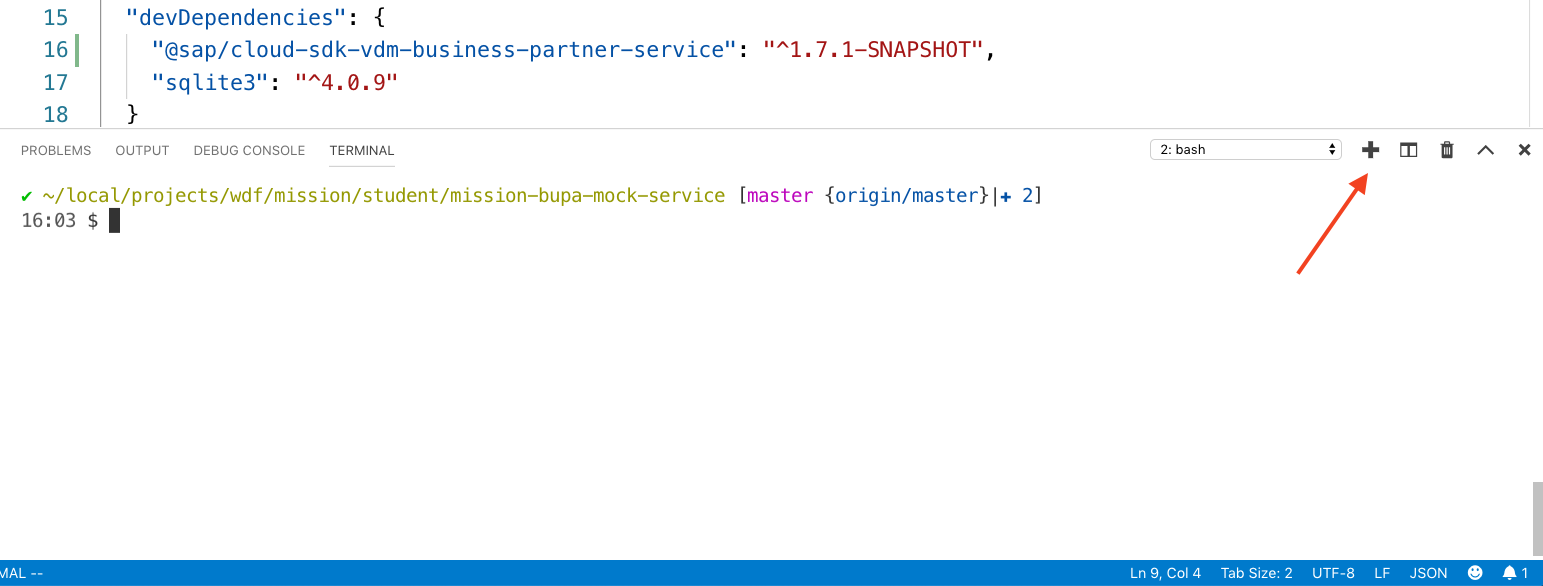 15 "devDependencies": {
16 "@sap/cloud-sdk-vdm-business-partner-service": "^1.7.1-SNAPSHOT",
17 "sqlite3": "^4.0.9"
18 }
PROBLEMS OUTPUT DEBUG CONSOLE TERMINAL 2: bash
✔ ~/local/projects/wdf/mission/student/mission-bupa-mock-service [master {origin/master}|✚ 2]
16:03 $
MAL -- Ln 9, Col 4 Tab Size: 2 UTF-8 LF JSON 1